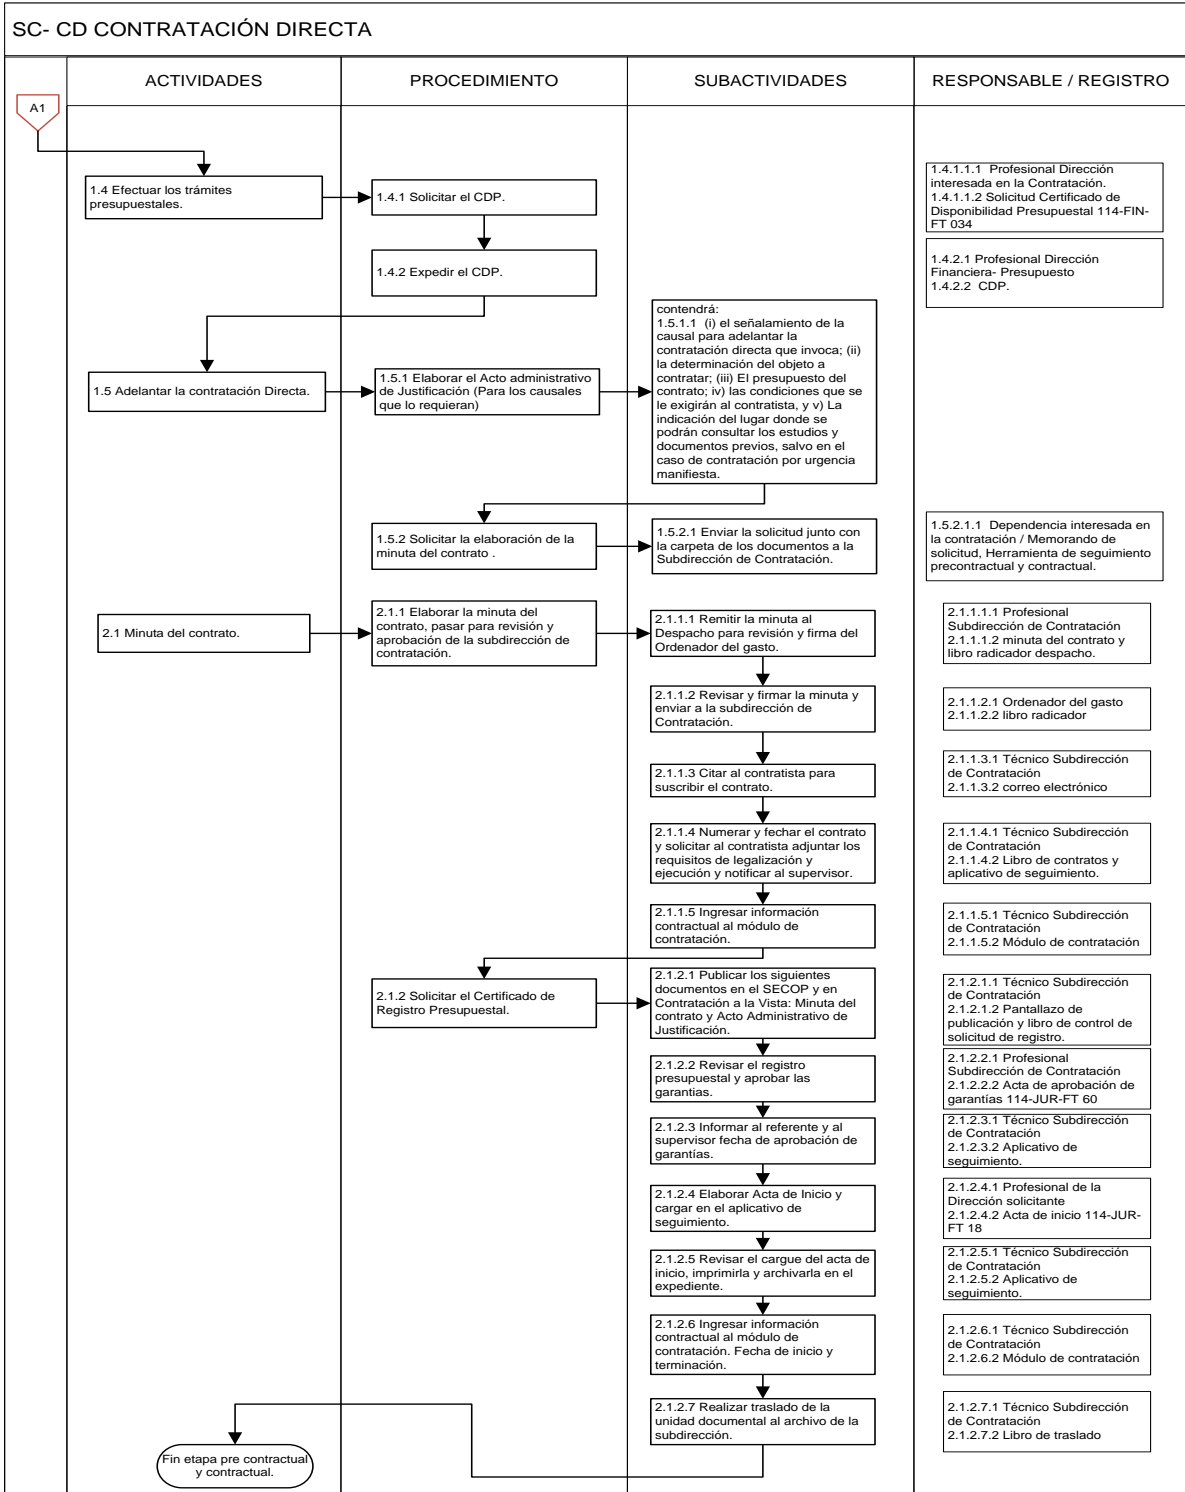 SC- CD CONTRATACIÓN DIRECTA
ACTIVIDADES
PROCEDIMIENTO
SUBACTIVIDADES
RESPONSABLE / REGISTRO
A1
1.4 Efectuar los trámites
presupuestales.
1.4.1 Solicitar el CDP.
1.4.1.1.1 Profesional Dirección
interesada en la Contratación.
1.4.1.1.2 Solicitud Certificado de
Disponibilidad Presupuestal 114-FIN-
FT 034
1.4.2 Expedir el CDP.
1.4.2.1 Profesional Dirección
Financiera- Presupuesto
1.4.2.2 CDP.
1.5 Adelantar la contratación Directa.
1.5.1 Elaborar el Acto administrativo
de Justificación (Para los causales
que lo requieran)
contendrá:
1.5.1.1 (i) el señalamiento de la
causal para adelantar la
contratación directa que invoca; (ii)
la determinación del objeto a
contratar; (iii) El presupuesto del
contrato; iv) las condiciones que se
le exigirán al contratista, y v) La
indicación del lugar donde se
podrán consultar los estudios y
documentos previos, salvo en el
caso de contratación por urgencia
manifiesta.
1.5.2 Solicitar la elaboración de la
minuta del contrato .
1.5.2.1 Enviar la solicitud junto con
la carpeta de los documentos a la
Subdirección de Contratación.
1.5.2.1.1 Dependencia interesada en
la contratación / Memorando de
solicitud, Herramienta de seguimiento
precontractual y contractual.
2.1 Minuta del contrato.
2.1.1 Elaborar la minuta del
contrato, pasar para revisión y
aprobación de la subdirección de
contratación.
2.1.1.1 Remitir la minuta al
Despacho para revisión y firma del
Ordenador del gasto.
2.1.1.1.1 Profesional
Subdirección de Contratación
2.1.1.1.2 minuta del contrato y
libro radicador despacho.
2.1.1.2 Revisar y firmar la minuta y
enviar a la subdirección de
Contratación.
2.1.1.2.1 Ordenador del gasto
2.1.1.2.2 libro radicador
2.1.1.3 Citar al contratista para
suscribir el contrato.
2.1.1.3.1 Técnico Subdirección
de Contratación
2.1.1.3.2 correo electrónico
2.1.1.4 Numerar y fechar el contrato
y solicitar al contratista adjuntar los
requisitos de legalización y
ejecución y notificar al supervisor.
2.1.1.4.1 Técnico Subdirección
de Contratación
2.1.1.4.2 Libro de contratos y
aplicativo de seguimiento.
2.1.1.5 Ingresar información
contractual al módulo de
contratación.
2.1.1.5.1 Técnico Subdirección
de Contratación
2.1.1.5.2 Módulo de contratación
2.1.2 Solicitar el Certificado de
Registro Presupuestal.
2.1.2.1 Publicar los siguientes
documentos en el SECOP y en
Contratación a la Vista: Minuta del
contrato y Acto Administrativo de
Justificación.
2.1.2.1.1 Técnico Subdirección
de Contratación
2.1.2.1.2 Pantallazo de
publicación y libro de control de
solicitud de registro.
2.1.2.2 Revisar el registro
presupuestal y aprobar las
garantias.
2.1.2.2.1 Profesional
Subdirección de Contratación
2.1.2.2.2 Acta de aprobación de
garantías 114-JUR-FT 60
2.1.2.3 Informar al referente y al
supervisor fecha de aprobación de
garantías.
2.1.2.3.1 Técnico Subdirección
de Contratación
2.1.2.3.2 Aplicativo de
seguimiento.
2.1.2.4 Elaborar Acta de Inicio y
cargar en el aplicativo de
seguimiento.
2.1.2.4.1 Profesional de la
Dirección solicitante
2.1.2.4.2 Acta de inicio 114-JUR-
FT 18
2.1.2.5 Revisar el cargue del acta de
inicio, imprimirla y archivarla en el
expediente.
2.1.2.5.1 Técnico Subdirección
de Contratación
2.1.2.5.2 Aplicativo de
seguimiento.
2.1.2.6 Ingresar información
contractual al módulo de
contratación. Fecha de inicio y
terminación.
2.1.2.6.1 Técnico Subdirección
de Contratación
2.1.2.6.2 Módulo de contratación
2.1.2.7 Realizar traslado de la
unidad documental al archivo de la
subdirección.
2.1.2.7.1 Técnico Subdirección
de Contratación
2.1.2.7.2 Libro de traslado
Fin etapa pre contractual
y contractual.